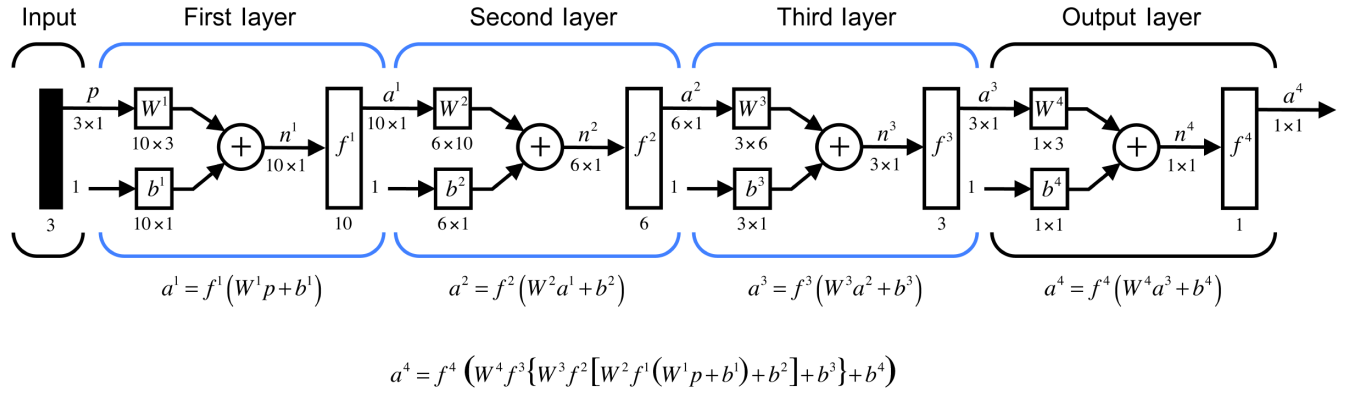 Input First layer Second layer Third layer Output layer
p W¹ n¹ f¹ a¹ W² n² f² a² W³ n³ f³ a³ W⁴ n⁴ f⁴ a⁴
3×1 10×3 + 10×1 10×1 6×10 + 6×1 6×1 3×6 + 3×1 3×1 1×3 + 1×1 1×1
1 b¹ 1 b² 1 b³ 1 b⁴
3 10×1 10 6×1 6 3×1 3 1×1 1
a¹ = f¹(W¹p+b¹) a² = f²(W²a¹+b²) a³ = f³(W³a²+b³) a⁴ = f⁴(W⁴a³+b⁴)
a⁴ = f⁴(W⁴f³{W³f²[W²f¹(W¹p+b¹)+b²]+b³}+b⁴)